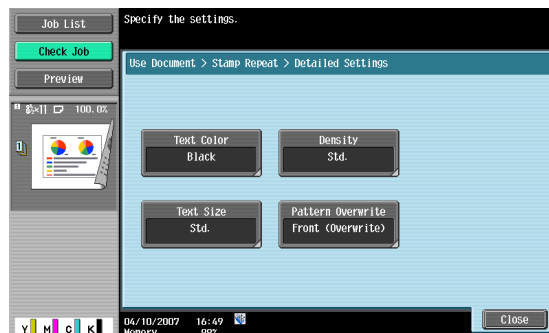 Job List
Check Job
Preview
100.0%
Specify the settings.
Use Document > Stamp Repeat > Detailed Settings
Text Color
Black
Density
Std.
Text Size
Std.
Pattern Overwrite
Front (Overwrite)
Y M C K
04/10/2007 16:49
Memory 99%
Close